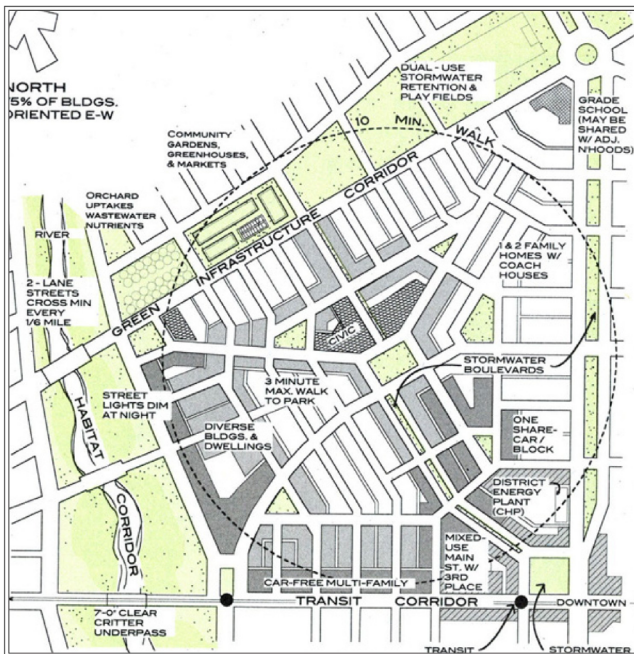 NORTH
75% OF BLDGS.
ORIENTED E-W
DUAL - USE
STORMWATER
RETENTION &
PLAY FIELDS
GRADE
SCHOOL
(MAY BE
SHARED
W/ ADJ.
N'HOODS)
10 MIN. WALK
COMMUNITY
GARDENS,
GREENHOUSES,
& MARKETS
ORCHARD
UPTAKES
WASTEWATER
NUTRIENTS
RIVER
2 - LANE
STREETS
CROSS MIN
EVERY
1/6 MILE
GREEN INFRASTRUCTURE CORRIDOR
1 & 2 FAMILY
HOMES W/
COACH
HOUSES
CIVIC
STORMWATER
BOULEVARDS
3 MINUTE
MAX. WALK
TO PARK
STREET
LIGHTS DIM
AT NIGHT
HABITAT CORRIDOR
DIVERSE
BLDGS. &
DWELLINGS
ONE
SHARE-
CAR /
BLOCK
DISTRICT
ENERGY
PLANT
(CHP)
MIXED-
USE MAIN
ST. W/
3RD
PLACE
CAR-FREE MULTI-FAMILY
TRANSIT CORRIDOR
DOWNTOWN
7-0" CLEAR
CRITTER
UNDERPASS
TRANSIT
STORMWATER